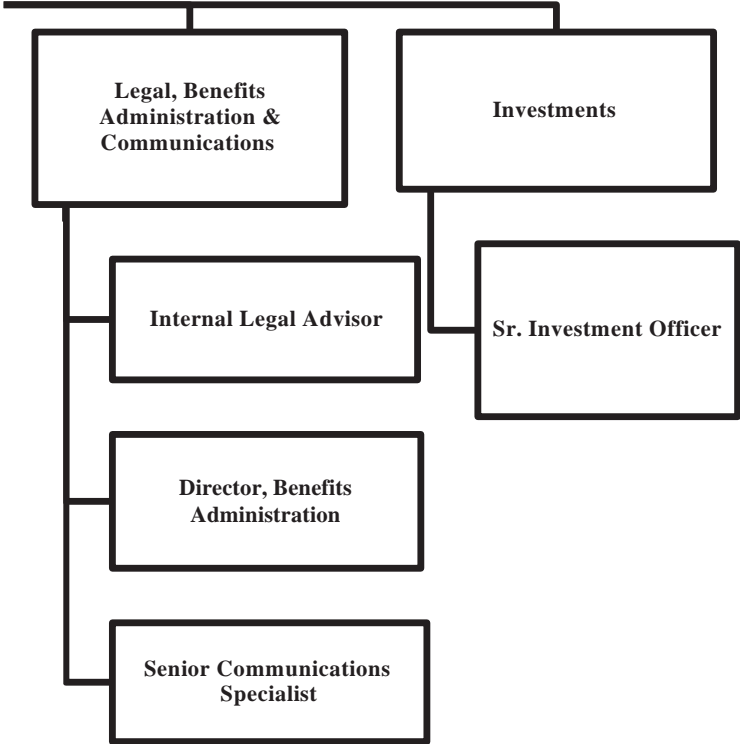 Legal, Benefits
Administration &
Communications
Investments
Internal Legal Advisor
Sr. Investment Officer
Director, Benefits
Administration
Senior Communications
Specialist